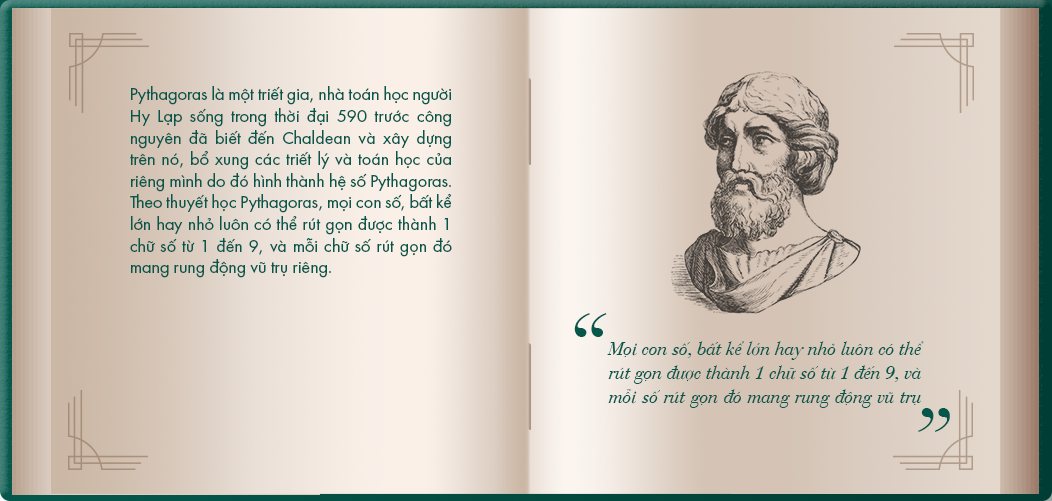 Pythagoras là một triết gia, nhà toán học người
Hy Lạp sống trong thời đại 590 trước công
nguyên đã biết đến Chaldean và xây dựng
trên nó, bổ xung các triết lý và toán học của
riêng mình do đó hình thành hệ số Pythagoras.
Theo thuyết học Pythagoras, mọi con số, bất kể
lớn hay nhỏ luôn có thể rút gọn được thành 1
chữ số từ 1 đến 9, và mỗi chữ số rút gọn đó
mang rung động vũ trụ riêng.
“Mọi con số, bất kể lớn hay nhỏ luôn có thể
rút gọn được thành 1 chữ số từ 1 đến 9, và
mỗi số rút gọn đó mang rung động vũ trụ”